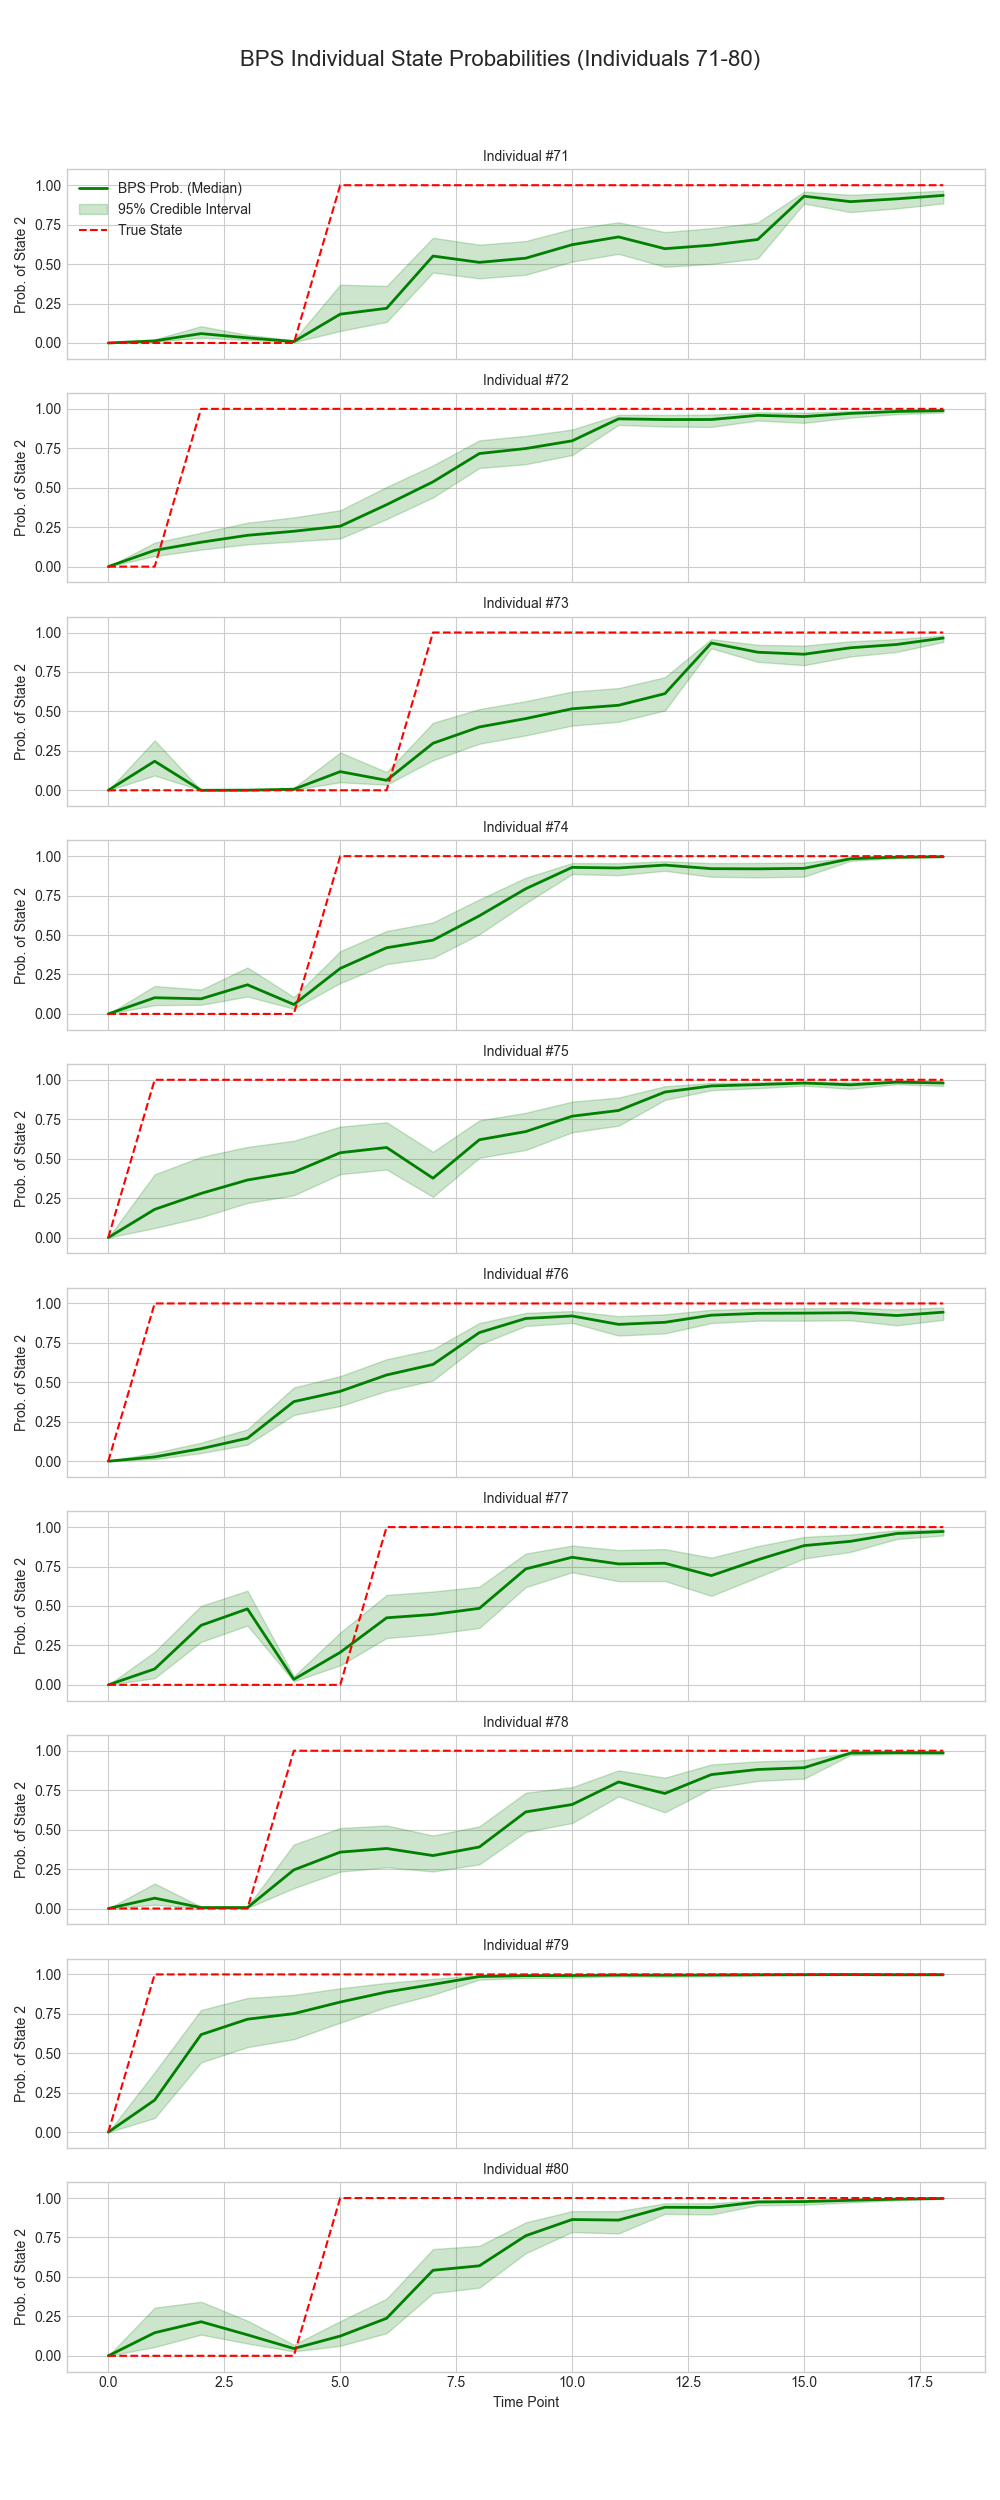 BPS Individual State Probabilities (Individuals 71-80)
Individual #71
1.00
0.75
0.50
0.25
0.00
Prob. of State 2
BPS Prob. (Median)
95% Credible Interval
True State
Individual #72
1.00
0.75
0.50
0.25
0.00
Prob. of State 2
Individual #73
1.00
0.75
0.50
0.25
0.00
Prob. of State 2
Individual #74
1.00
0.75
0.50
0.25
0.00
Prob. of State 2
Individual #75
1.00
0.75
0.50
0.25
0.00
Prob. of State 2
Individual #76
1.00
0.75
0.50
0.25
0.00
Prob. of State 2
Individual #77
1.00
0.75
0.50
0.25
0.00
Prob. of State 2
Individual #78
1.00
0.75
0.50
0.25
0.00
Prob. of State 2
Individual #79
1.00
0.75
0.50
0.25
0.00
Prob. of State 2
Individual #80
1.00
0.75
0.50
0.25
0.00
Prob. of State 2
0.0 2.5 5.0 7.5 10.0 12.5 15.0 17.5
Time Point